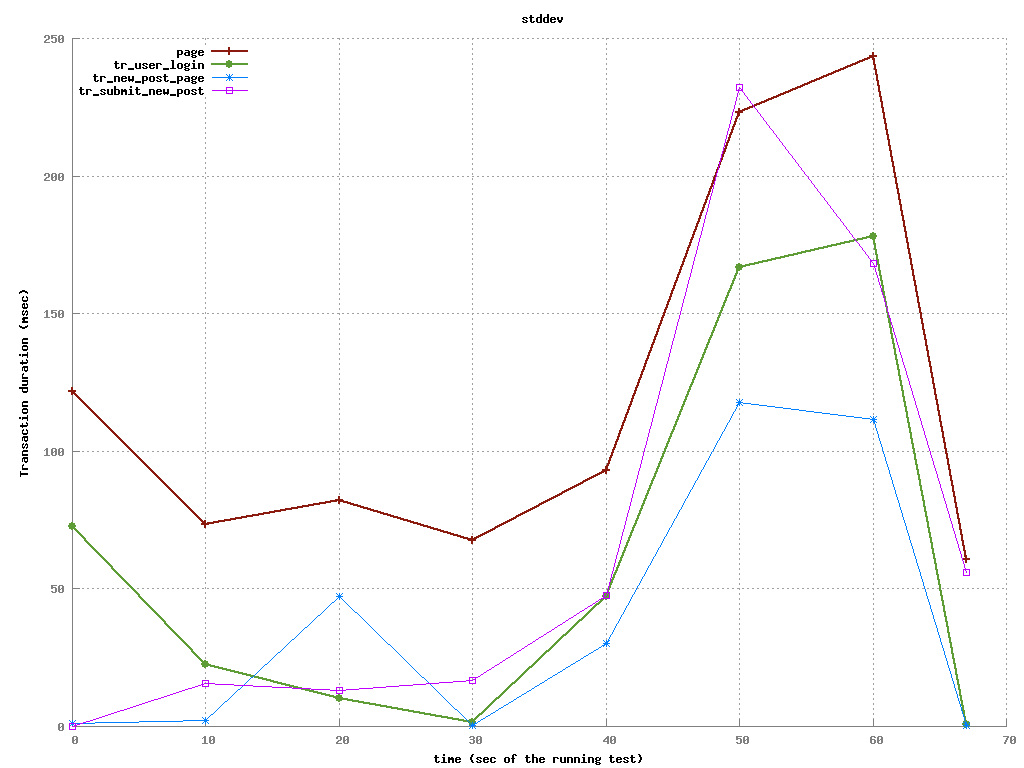 stddev
250
200
150
100
50
0
page
tr_user_login
tr_new_post_page
tr_submit_new_post
Transaction duration (msec)
0 10 20 30 40 50 60 70
time (sec of the running test)